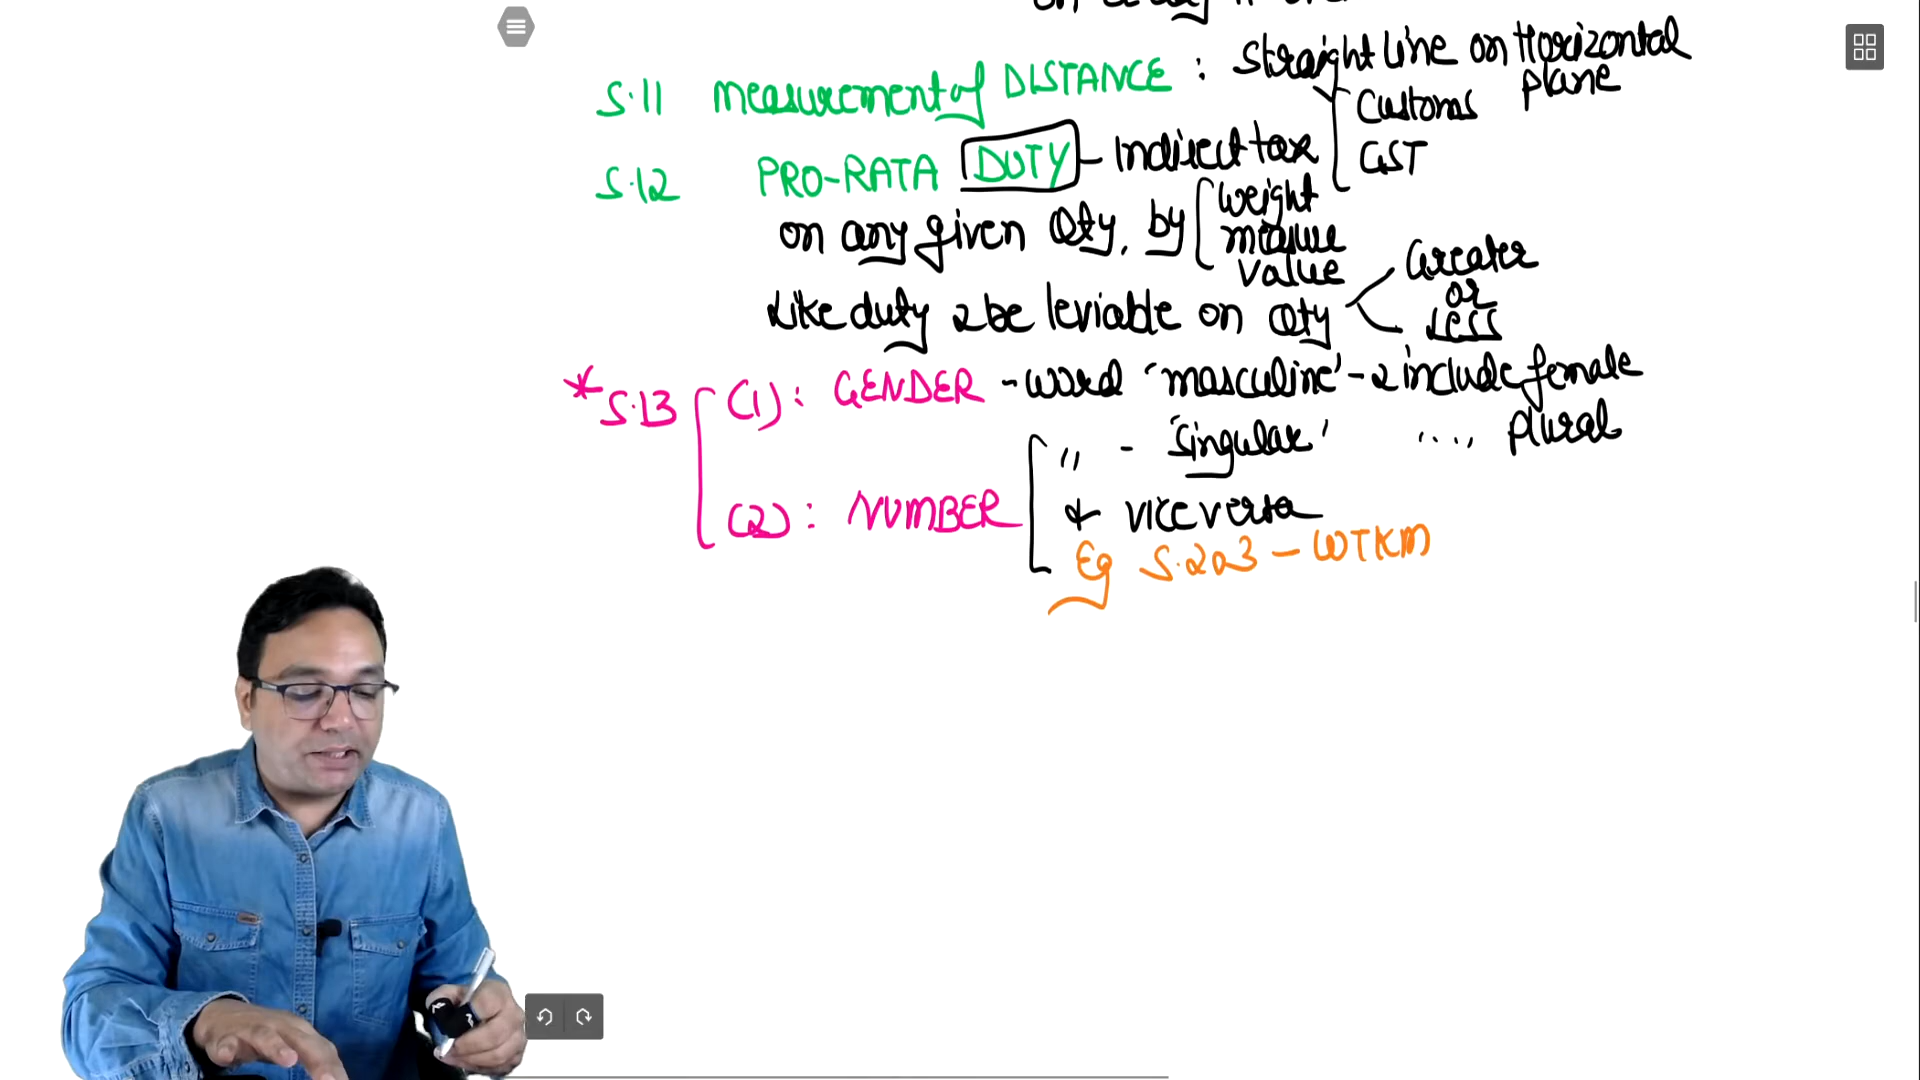 S.11 Measurement of DISTANCE : Straight Line on Horizontal plane
S.12 PRO-RATA DUTY - Indirect tax
Customs
GST
on any given Qty. by
weight
measure
value
Like duty 2 be leviable on Qty
Greater
or
Less
* S.13 (1) : GENDER - word 'masculine' - 2 include female
" - 'Singular' .... plural
(2) : NUMBER & vice versa
Eg S.203 - WTKM